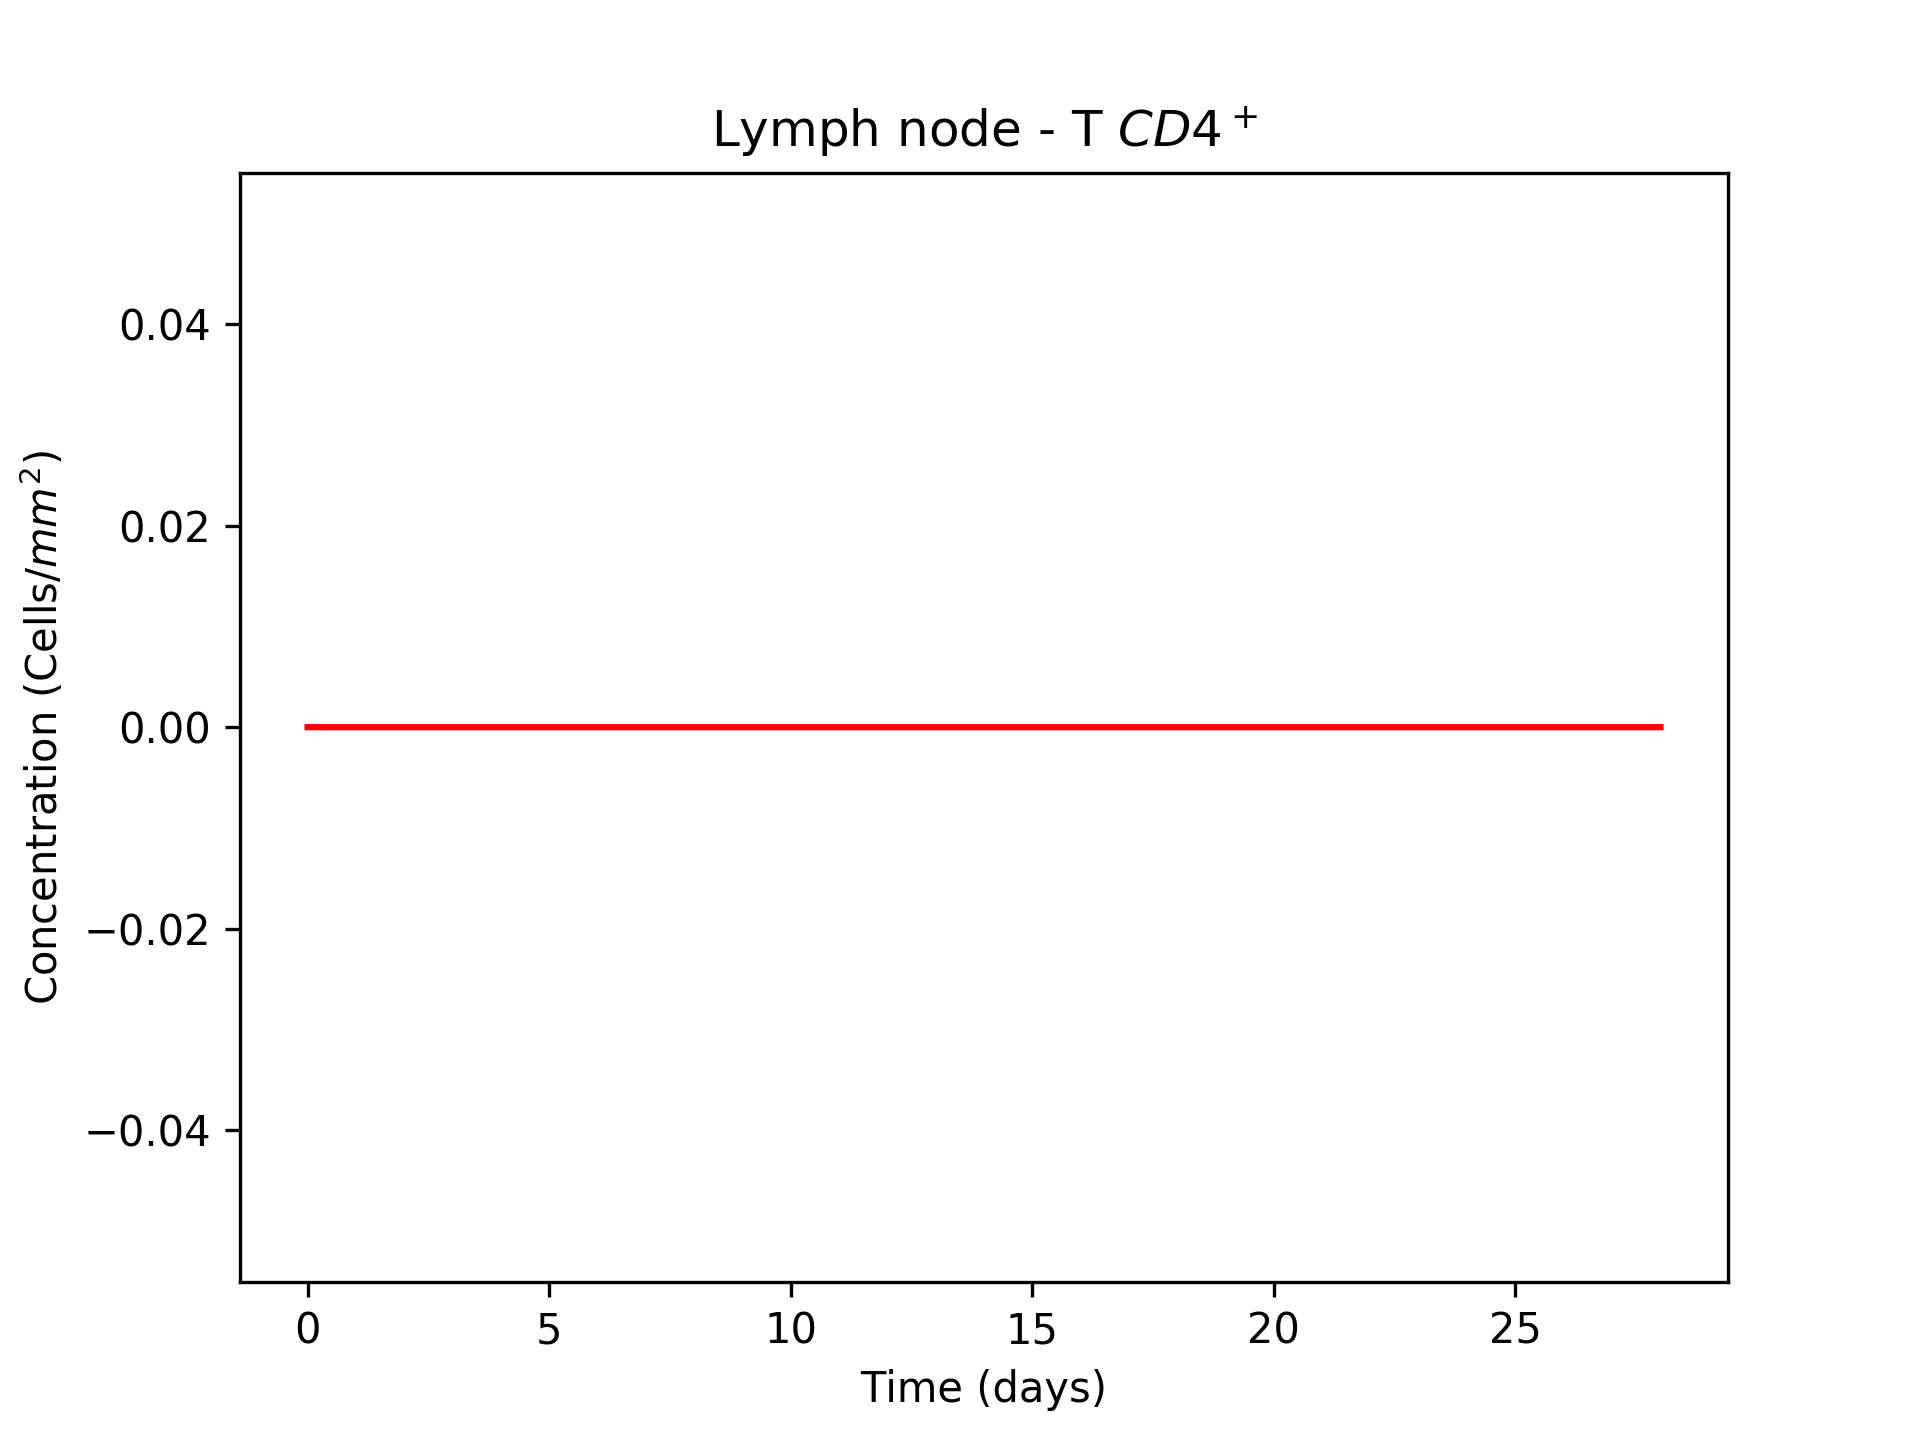 Lymph node - T CD4⁺
0.04
0.02
0.00
−0.02
−0.04
Concentration (Cells/mm²)
0 5 10 15 20 25
Time (days)